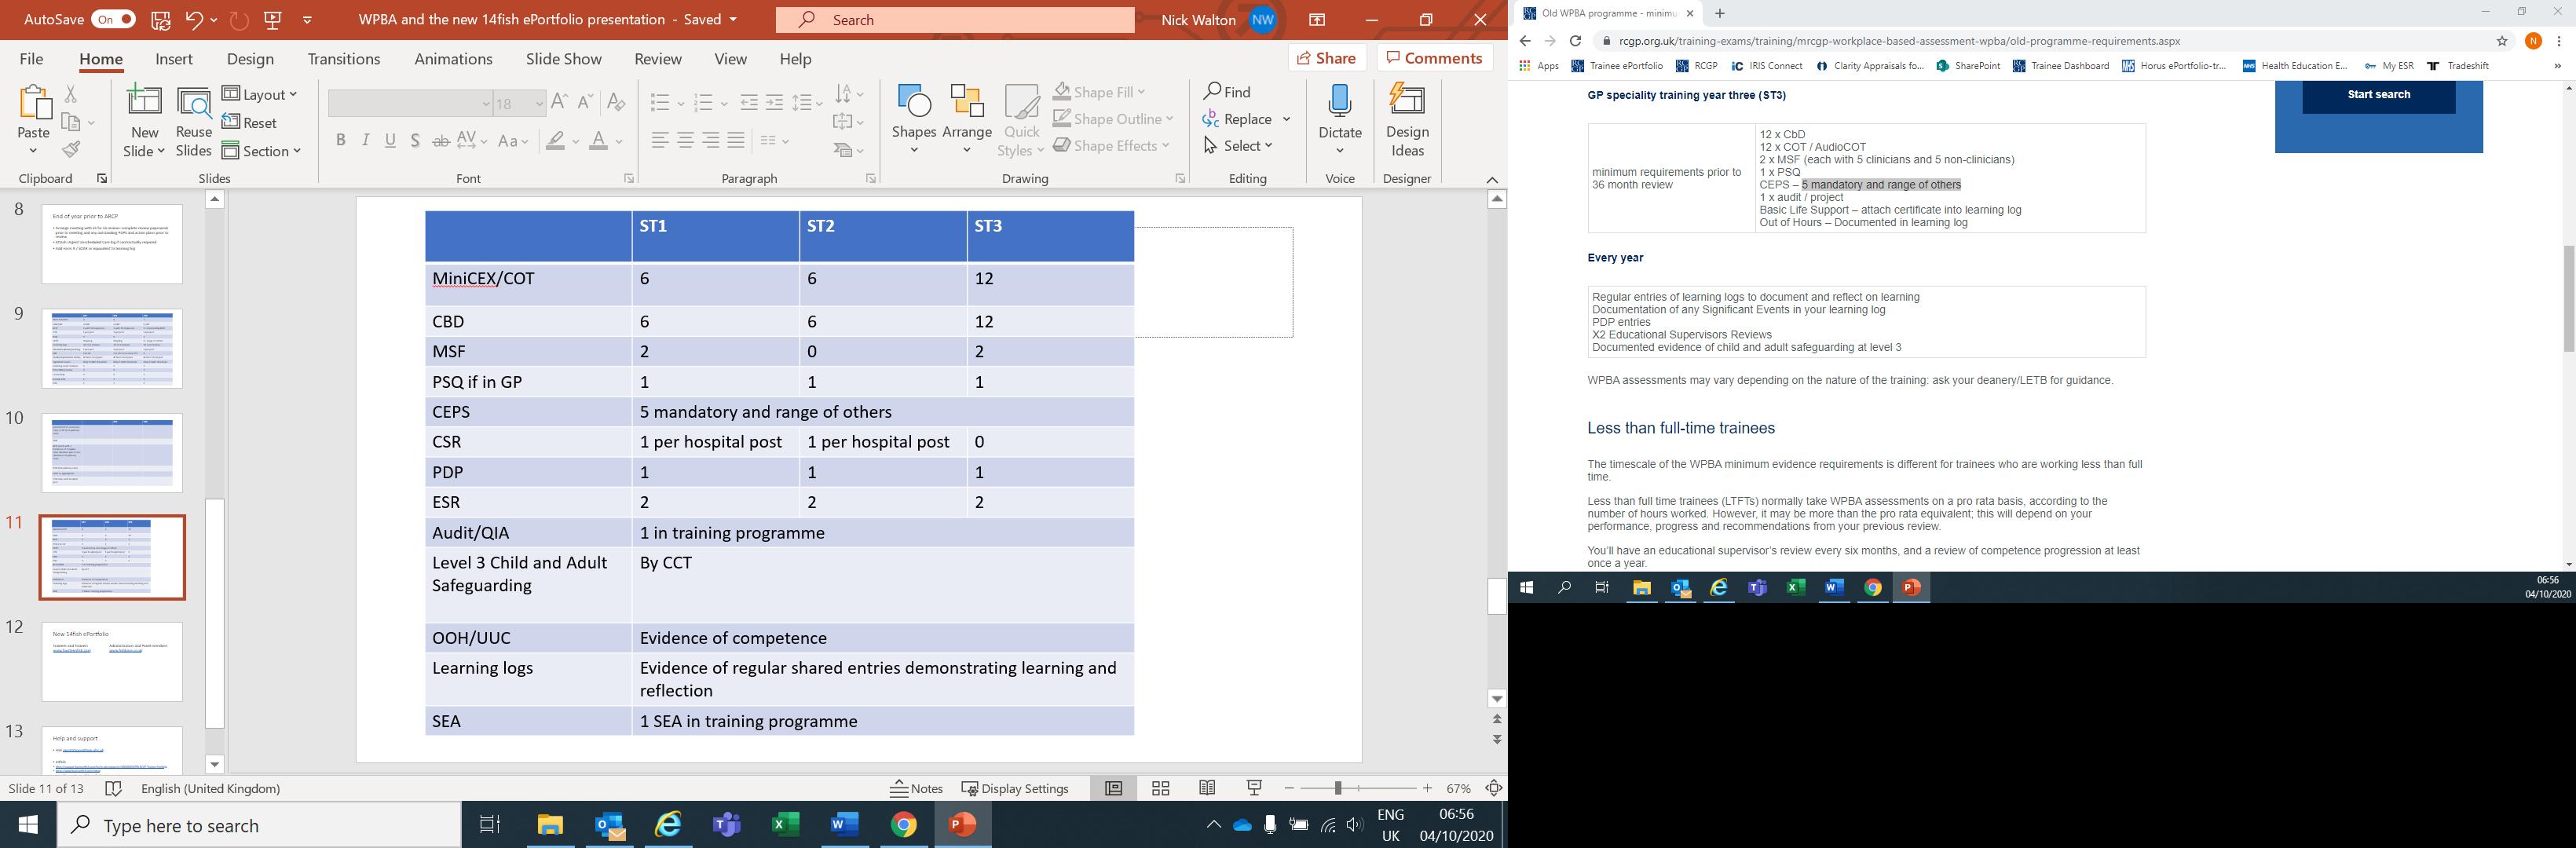 AutoSave On WPBA and the new 14fish ePortfolio presentation - Saved Search Nick Walton NW
File Home Insert Design Transitions Animations Slide Show Review View Help Share Comments
Paste
New Slide
Reuse Slides
Layout
Reset
Section
18
B I U S ab AV Aa A
Shapes
Arrange
Quick Styles
Shape Fill
Shape Outline
Shape Effects
Find
Replace
Select
Dictate
Design Ideas
Clipboard Slides Font Paragraph Drawing Editing Voice Designer
8
End of year prior to ARCP
9
10
11
12
New 14fish ePortfolio
13
Help and support
ST1 ST2 ST3
MiniCEX/COT 6 6 12
CBD 6 6 12
MSF 2 0 2
PSQ if in GP 1 1 1
CEPS 5 mandatory and range of others
CSR 1 per hospital post 1 per hospital post 0
PDP 1 1 1
ESR 2 2 2
Audit/QIA 1 in training programme
Level 3 Child and Adult By CCT
Safeguarding
OOH/UUC Evidence of competence
Learning logs Evidence of regular shared entries demonstrating learning and
reflection
SEA 1 SEA in training programme
Slide 11 of 13 English (United Kingdom) Notes Display Settings 67%
Type here to search
ENG
UK
06:56
04/10/2020
Old WPBA programme - minimu
rcgp.org.uk/training-exams/training/mrcgp-workplace-based-assessment-wpba/old-programme-requirements.aspx
N
Apps Trainee ePortfolio RCGP IRIS Connect Clarity Appraisals fo... SharePoint Trainee Dashboard Horus ePortfolio-tr... Health Education E... My ESR Tradeshift
Start search
GP speciality training year three (ST3)
minimum requirements prior to
36 month review
12 x CbD
12 x COT / AudioCOT
2 x MSF (each with 5 clinicians and 5 non-clinicians)
1 x PSQ
CEPS – 5 mandatory and range of others
1 x audit / project
Basic Life Support – attach certificate into learning log
Out of Hours – Documented in learning log
Every year
Regular entries of learning logs to document and reflect on learning
Documentation of any Significant Events in your learning log
PDP entries
X2 Educational Supervisors Reviews
Documented evidence of child and adult safeguarding at level 3
WPBA assessments may vary depending on the nature of the training: ask your deanery/LETB for guidance.
Less than full-time trainees
The timescale of the WPBA minimum evidence requirements is different for trainees who are working less than full
time.
Less than full time trainees (LTFTs) normally take WPBA assessments on a pro rata basis, according to the
number of hours worked. However, it may be more than the pro rata equivalent; this will depend on your
performance, progress and recommendations from your previous review.
You'll have an educational supervisor's review every six months, and a review of competence progression at least
once a year.
06:56
04/10/2020